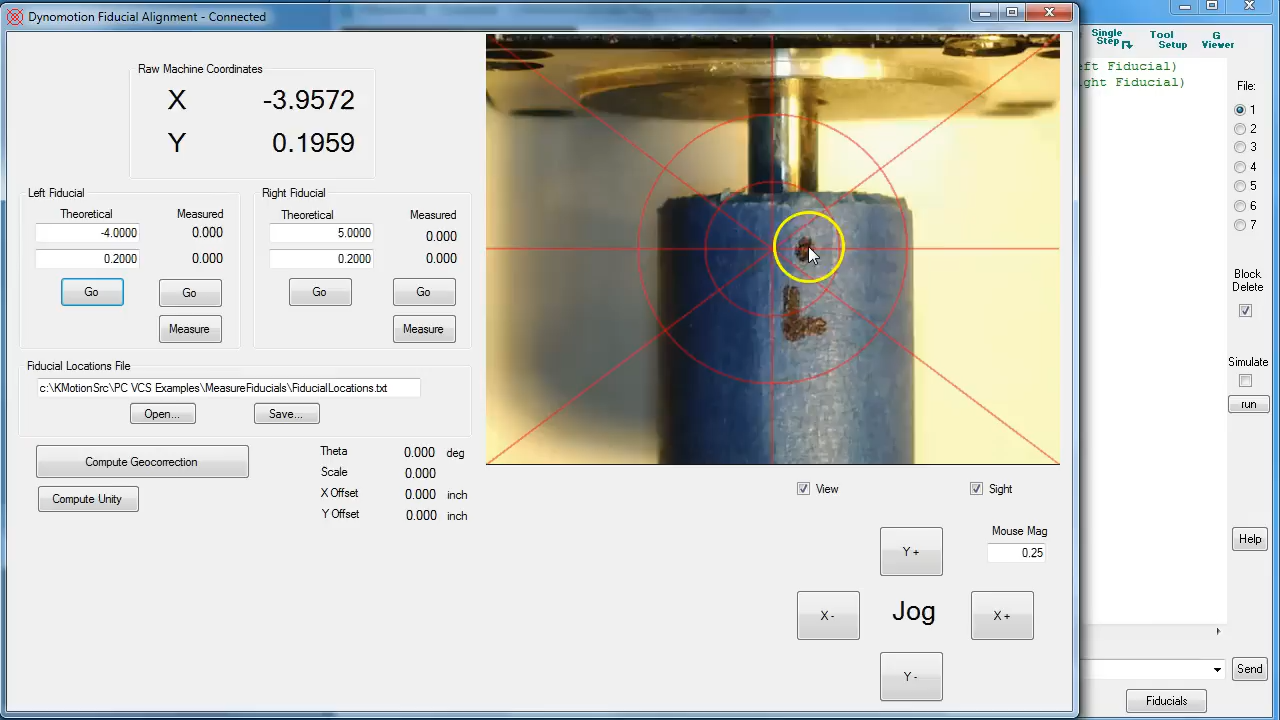 Dynomotion Fiducial Alignment - Connected
Raw Machine Coordinates
X -3.9572
Y 0.1959
Left Fiducial
Theoretical Measured
-4.0000 0.000
0.2000 0.000
Go Go
Measure
Right Fiducial
Theoretical Measured
5.0000 0.000
0.2000 0.000
Go Go
Measure
Fiducial Locations File
c:\KMotionSrc\PC VCS Examples\MeasureFiducials\FiducialLocations.txt
Open... Save...
Compute Geocorrection
Compute Unity
Theta 0.000 deg
Scale 0.000
X Offset 0.000 inch
Y Offset 0.000 inch
L
View Sight
Mouse Mag
0.25
Y +
X - Jog X +
Y -
Single Step
Tool Setup
G Viewer
eft Fiducial)
ght Fiducial)
File:
1
2
3
4
5
6
7
Block Delete
Simulate
run
Help
Send
Fiducials